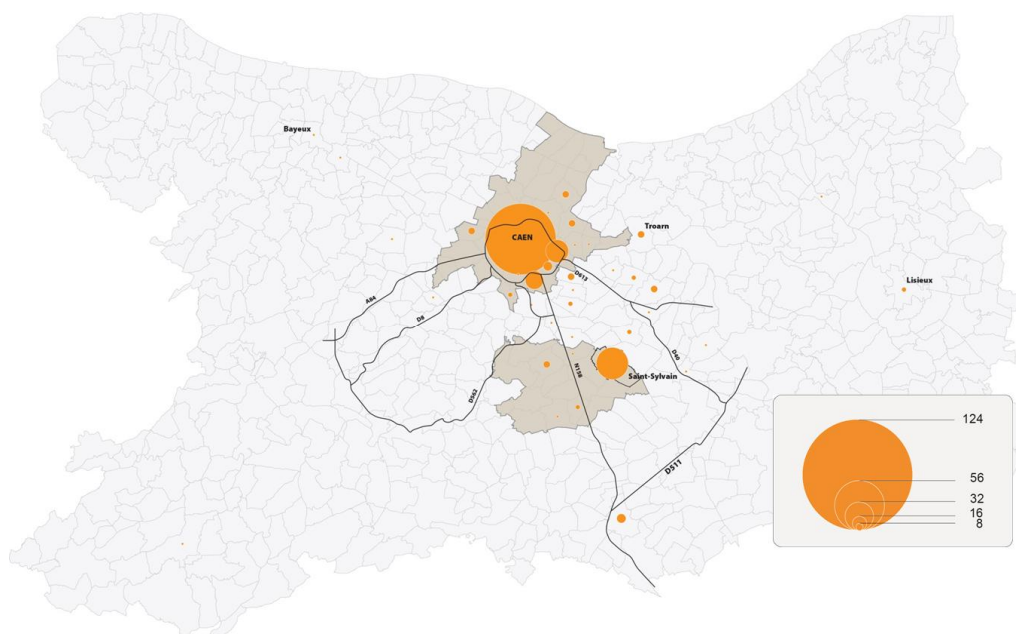 Bayeux
CAEN
Troarn
D613
Lisieux
A84
D8
N158
D40
Saint-Sylvain
D562
D511
124
56
32
16
8